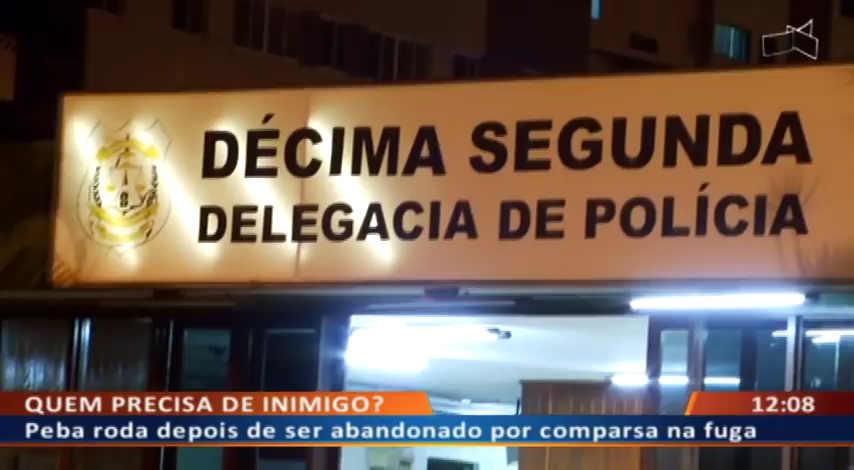 DÉCIMA SEGUNDA
DELEGACIA DE POLÍCIA
QUEM PRECISA DE INIMIGO?
12:08
Peba roda depois de ser abandonado por comparsa na fuga